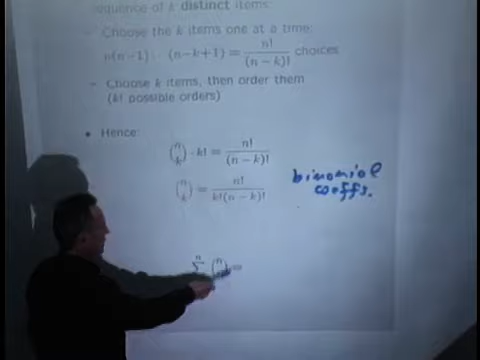 sequence of k distinct items:
– Choose the k items one at a time:
n(n−1)···(n−k+1) = n!/(n−k)! choices
– Choose k items, then order them
(k! possible orders)
• Hence:
(n k) · k! = n!/(n−k)!
(n k) = n!/(k!(n−k)!)
binomial
coeffs.
n Σ (n =